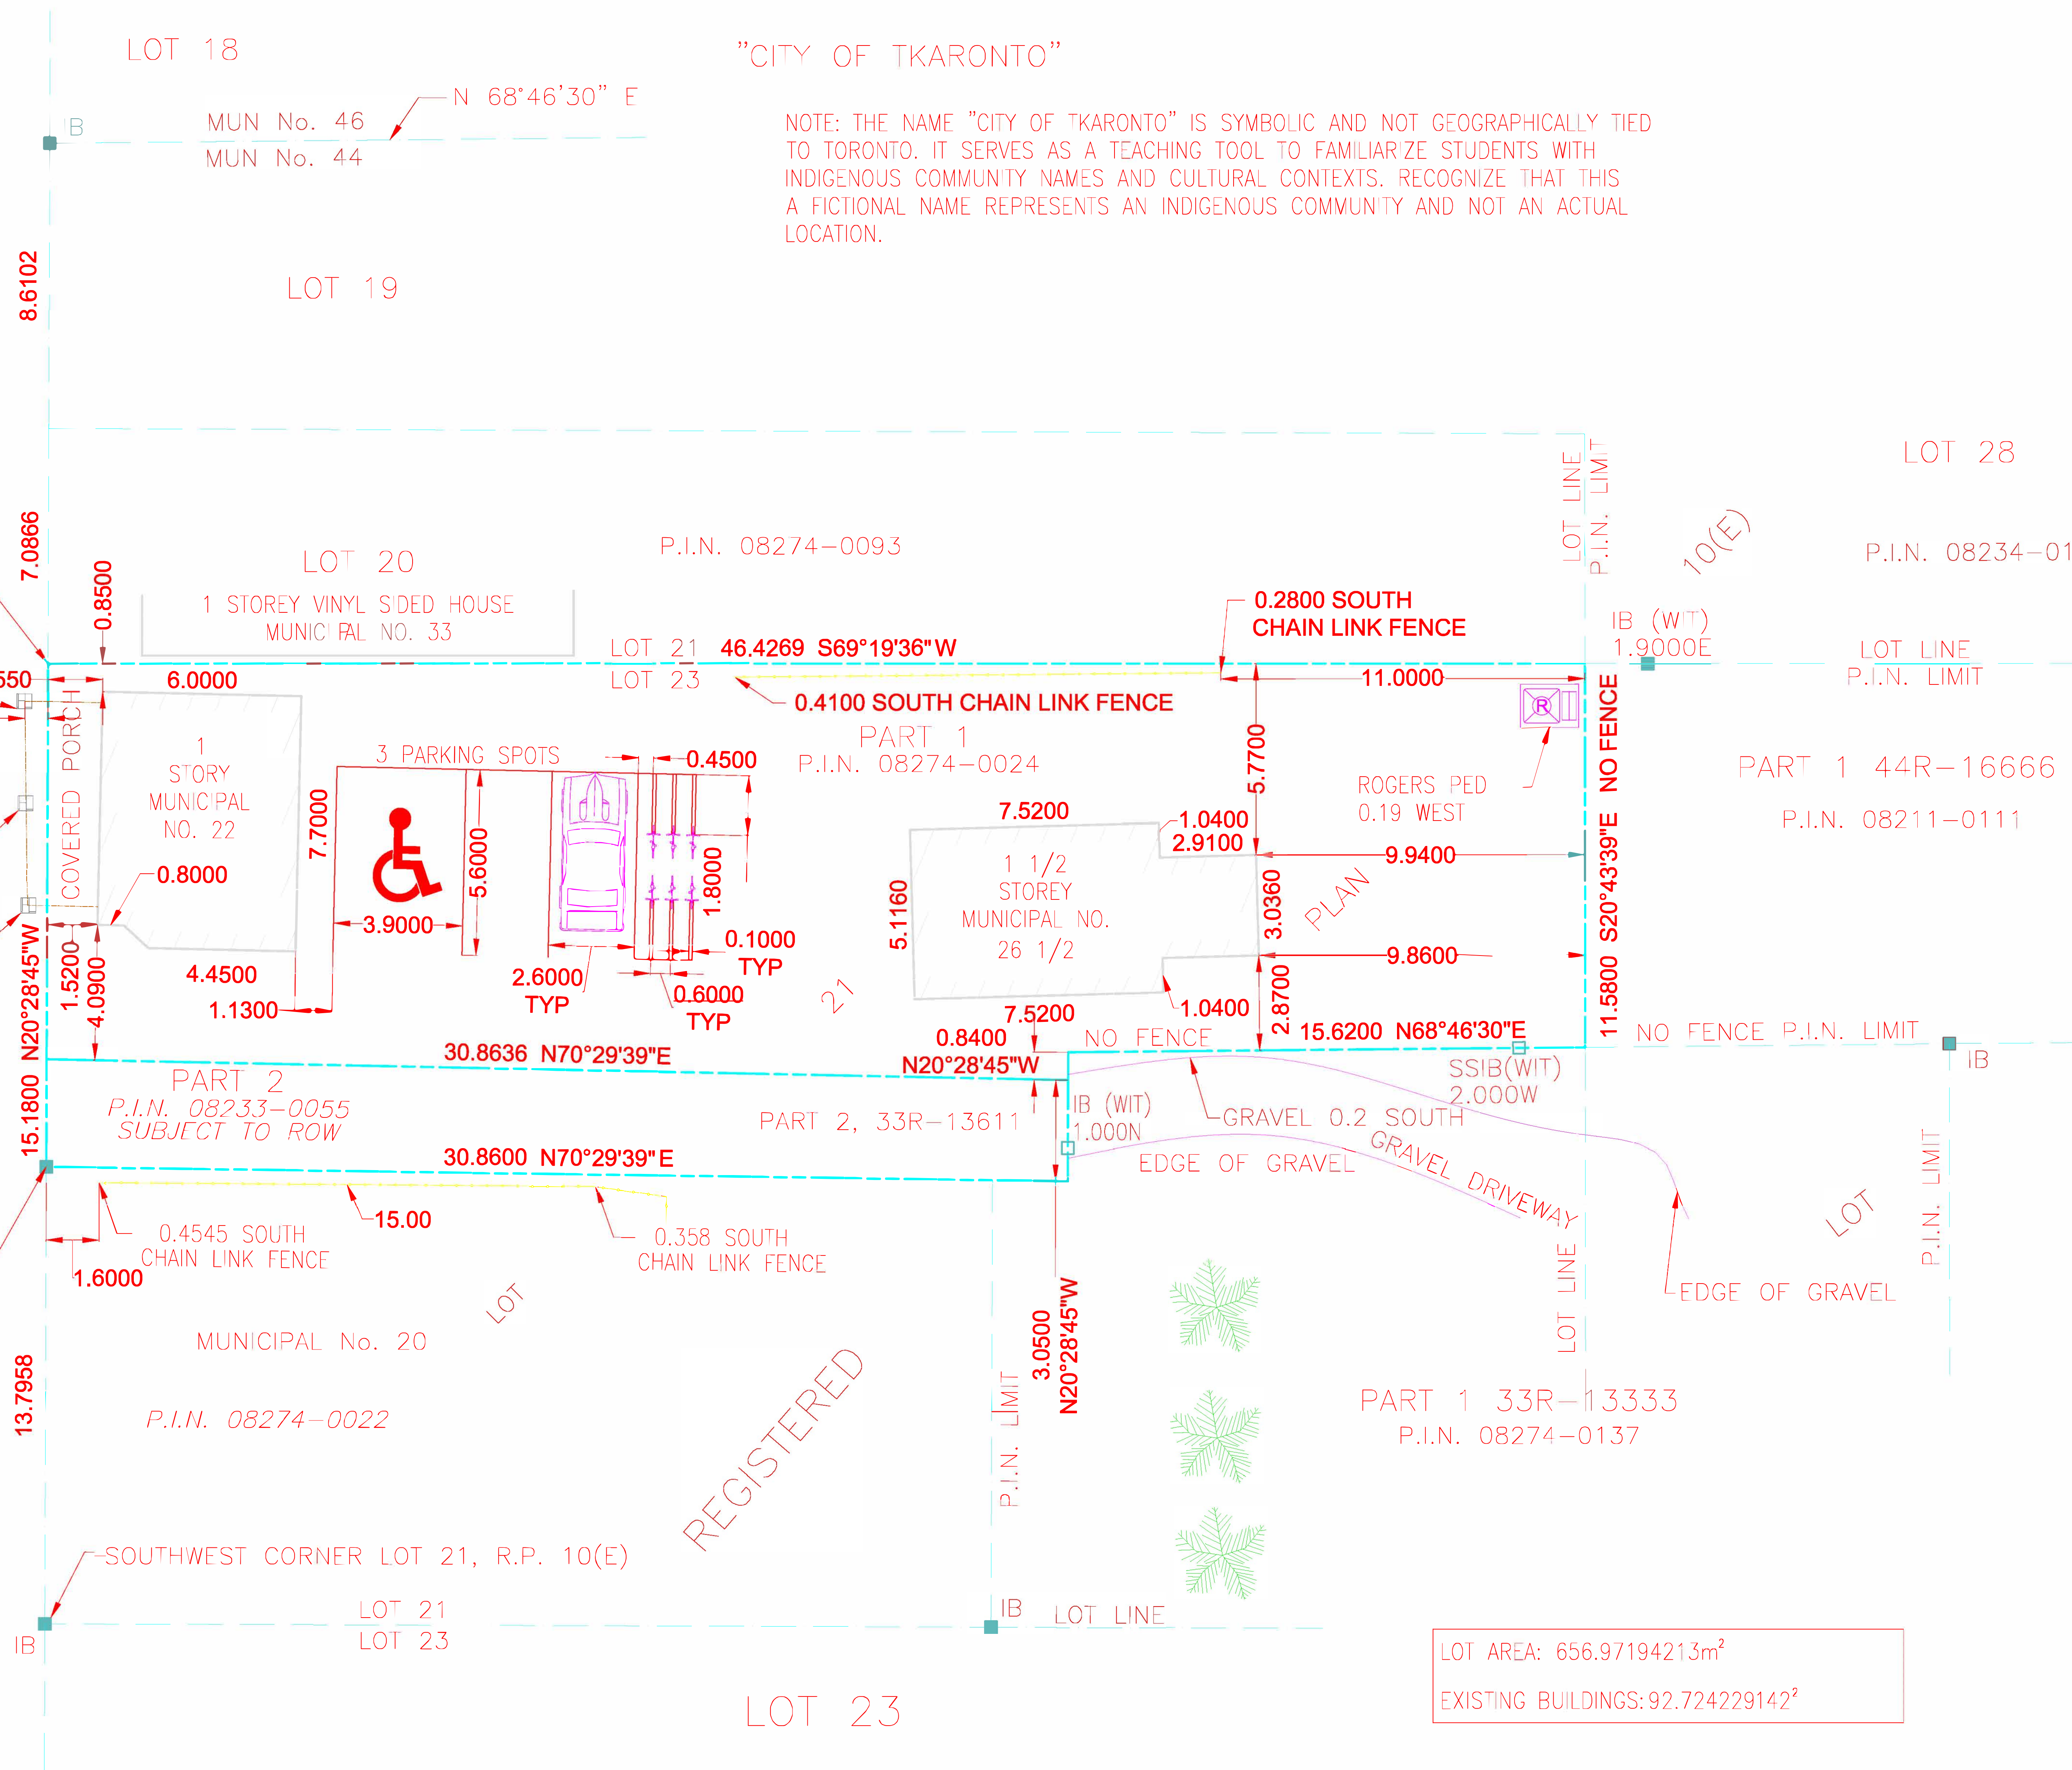 LOT 18
"CITY OF TKARONTO"
N 68°46'30" E
IB
MUN No. 46
MUN No. 44
NOTE: THE NAME "CITY OF TKARONTO" IS SYMBOLIC AND NOT GEOGRAPHICALLY TIED
TO TORONTO. IT SERVES AS A TEACHING TOOL TO FAMILIARIZE STUDENTS WITH
INDIGENOUS COMMUNITY NAMES AND CULTURAL CONTEXTS. RECOGNIZE THAT THIS
A FICTIONAL NAME REPRESENTS AN INDIGENOUS COMMUNITY AND NOT AN ACTUAL
LOCATION.
8.6102
LOT 19
LOT LINE
P.I.N. LIMIT
LOT 28
10(E)
P.I.N. 08234-01
7.0866
0.8500
LOT 20
P.I.N. 08274-0093
1 STOREY VINYL SIDED HOUSE
MUNICIPAL NO. 33
0.2800 SOUTH
CHAIN LINK FENCE
IB (WIT)
1.9000E
LOT LINE
P.I.N. LIMIT
LOT 21
46.4269 S69°19'36"W
LOT 23
550
6.0000
11.0000
0.4100 SOUTH CHAIN LINK FENCE
COVERED PORCH
1
STORY
MUNICIPAL
NO. 22
3 PARKING SPOTS
0.4500
PART 1
P.I.N. 08274-0024
5.7700
R
ROGERS PED
0.19 WEST
11.5800 S20°43'39"E NO FENCE
PART 1 44R-16666
P.I.N. 08211-0111
7.7000
5.6000
1.8000
7.5200
1.0400
2.9100
9.9400
0.8000
3.9000
5.1160
1 1/2
STOREY
MUNICIPAL NO.
26 1/2
3.0360
PLAN
9.8600
0.1000
TYP
1.5200
4.0900
4.4500
1.1300
2.6000
TYP
0.6000
TYP
21
7.5200
1.0400
2.8700
15.1800 N20°28'45"W
30.8636 N70°29'39"E
0.8400
N20°28'45"W
NO FENCE
15.6200 N68°46'30"E
NO FENCE P.I.N. LIMIT
IB
PART 2
P.I.N. 08233-0055
SUBJECT TO ROW
PART 2, 33R-13611
IB (WIT)
1.000N
SSIB(WIT)
2.000W
GRAVEL 0.2 SOUTH
30.8600 N70°29'39"E
EDGE OF GRAVEL
GRAVEL DRIVEWAY
P.I.N. LIMIT
LOT
15.00
0.4545 SOUTH
CHAIN LINK FENCE
0.358 SOUTH
CHAIN LINK FENCE
1.6000
LOT
3.0500
N20°28'45"W
LOT LINE
EDGE OF GRAVEL
MUNICIPAL No. 20
13.7958
P.I.N. 08274-0022
REGISTERED
P.I.N. LIMIT
PART 1 33R-13333
P.I.N. 08274-0137
SOUTHWEST CORNER LOT 21, R.P. 10(E)
LOT 21
LOT 23
IB
IB
LOT LINE
LOT AREA: 656.97194213m²
EXISTING BUILDINGS: 92.724229142²
LOT 23